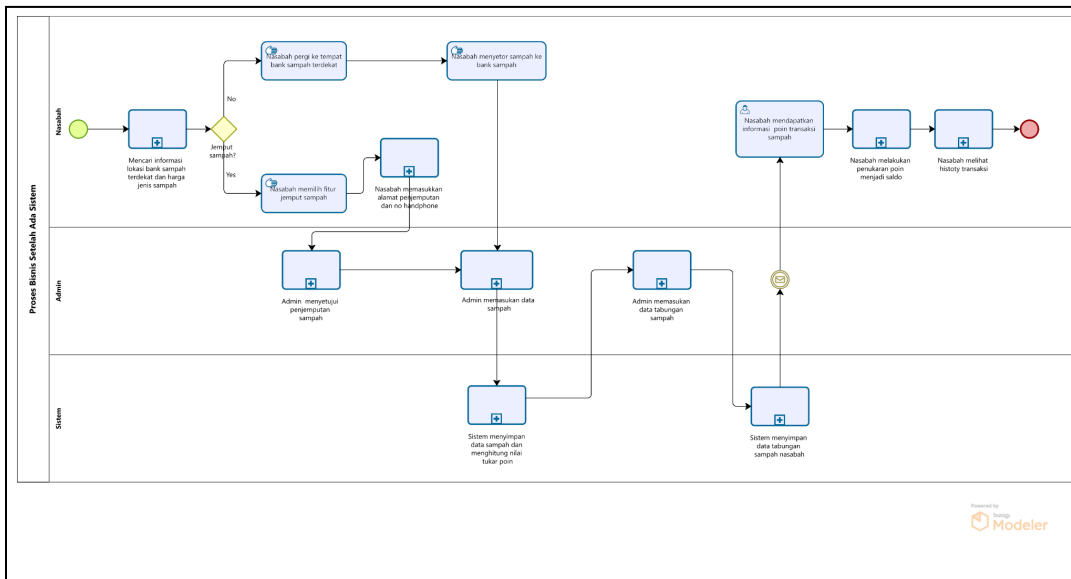 Proses Bisnis Setelah Ada Sistem
Nasabah
Mencari informasi
lokasi bank sampah
terdekat dan harga
jenis sampah
Jemput
sampah?
No
Yes
Nasabah pergi ke tempat
bank sampah terdekat
Nasabah menyetor sampah ke
bank sampah
Nasabah memilih fitur
jemput sampah
Nasabah memasukkan
alamat penjemputan
dan no handphone
Nasabah mendapatkan
informasi poin transaksi
sampah
Nasabah melakukan
penukaran poin
menjadi saldo
Nasabah melihat
histoty transaksi
Admin
Admin menyetujui
penjemputan
sampah
Admin memasukan data
sampah
Admin memasukan
data tabungan
sampah
Sistem
Sistem menyimpan
data sampah dan
menghitung nilai
tukar poin
Sistem menyimpan
data tabungan
sampah nasabah
Powered by
bizagi
Modeler